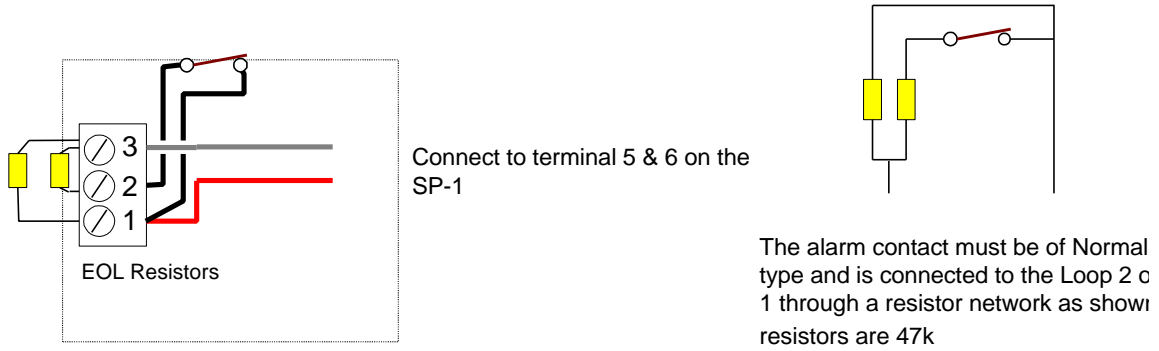 3
2
1
EOL Resistors
Connect to terminal 5 & 6 on the
SP-1
The alarm contact must be of Normal
type and is connected to the Loop 2
1 through a resistor network as shown
resistors are 47k